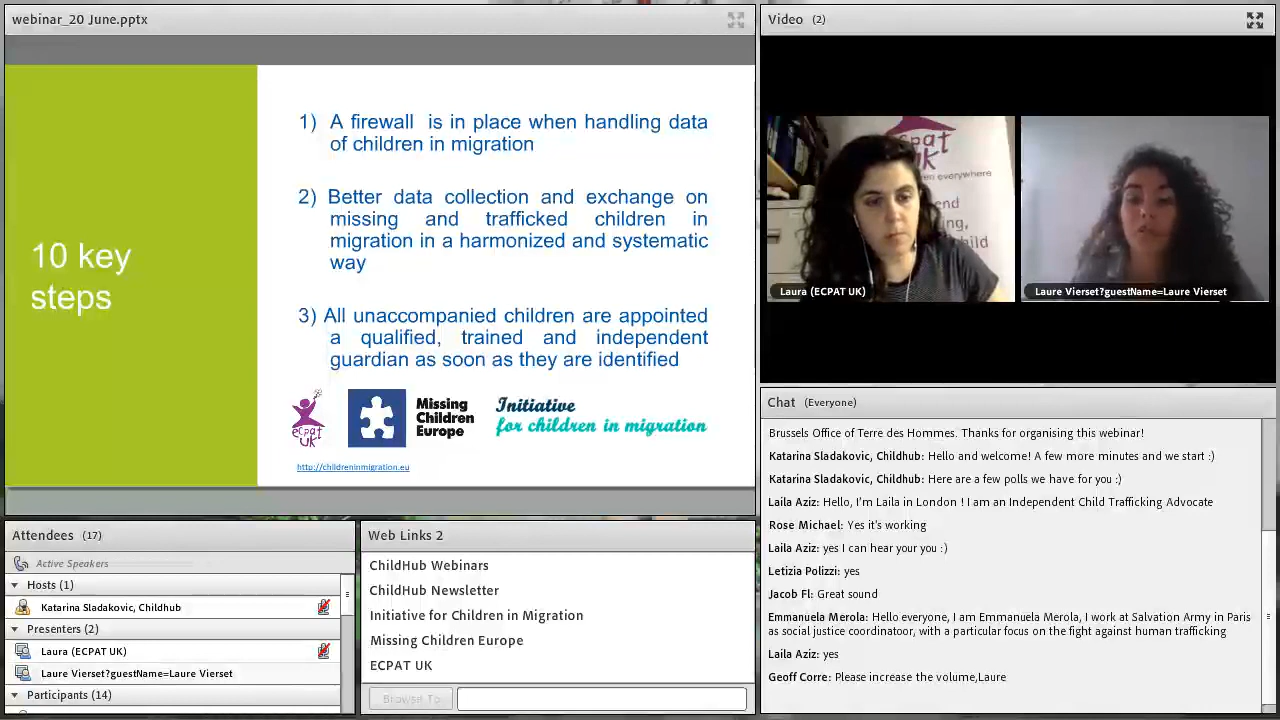 webinar_20 June.pptx
10 key
steps
1) A firewall is in place when handling data
of children in migration
2) Better data collection and exchange on
missing and trafficked children in
migration in a harmonized and systematic
way
3) All unaccompanied children are appointed
a qualified, trained and independent
guardian as soon as they are identified
ecpat
UK
Missing
Children
Europe
Initiative
for children in migration
http://childreninmigration.eu
Video (2)
ecpat
UK
ren everywhere
end
ing,
hild
Laura (ECPAT UK)
Laure Vierset?guestName=Laure Vierset
Attendees (17)
Active Speakers
Hosts (1)
Katarina Sladakovic, Childhub
Presenters (2)
Laura (ECPAT UK)
Laure Vierset?guestName=Laure Vierset
Participants (14)
Web Links 2
ChildHub Webinars
ChildHub Newsletter
Initiative for Children in Migration
Missing Children Europe
ECPAT UK
Browse To
Chat (Everyone)
Brussels Office of Terre des Hommes. Thanks for organising this webinar!
Katarina Sladakovic, Childhub: Hello and welcome! A few more minutes and we start :)
Katarina Sladakovic, Childhub: Here are a few polls we have for you :)
Laila Aziz: Hello, I'm Laila in London ! I am an Independent Child Trafficking Advocate
Rose Michael: Yes it's working
Laila Aziz: yes I can hear your you :)
Letizia Polizzi: yes
Jacob Fl: Great sound
Emmanuela Merola: Hello everyone, I am Emmanuela Merola, I work at Salvation Army in Paris
as social justice coordinatoor, with a particular focus on the fight against human trafficking
Laila Aziz: yes
Geoff Corre: Please increase the volume,Laure